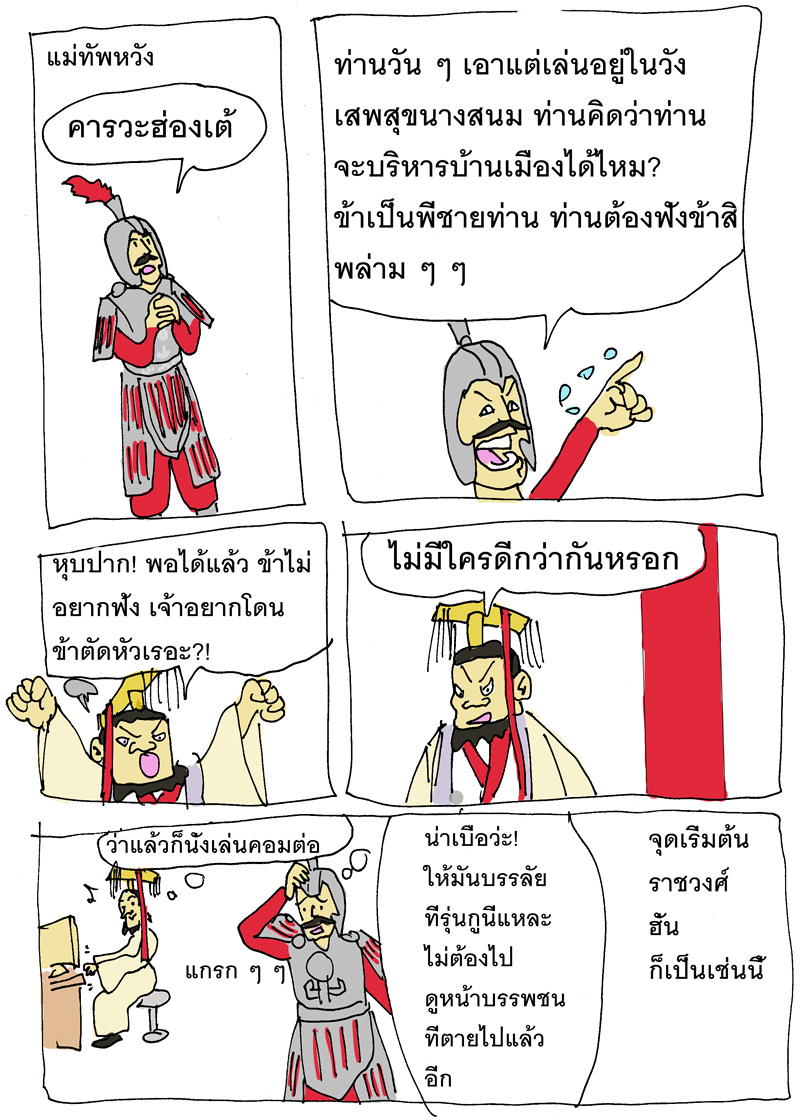 แม่ทัพหวัง
คารวะฮ่องเต้
ท่านวัน ๆ เอาแต่เล่นอยู่ในวัง
เสพสุขนางสนม ท่านคิดว่าท่าน
จะบริหารบ้านเมืองได้ไหม?
ข้าเป็นพี่ชายท่าน ท่านต้องฟังข้าสิ
พล่าม ๆ ๆ
หุบปาก! พอได้แล้ว ข้าไม่
อยากฟัง เจ้าอยากโดน
ข้าตัดหัวเรอะ?!
ไม่มีใครดีกว่ากันหรอก
ว่าแล้วก็นั่งเล่นคอมต่อ
แกรก ๆ ๆ
น่าเบื่อว่ะ!
ให้มันบรรลัย
ที่รุ่นกูนี่แหละ
ไม่ต้องไป
ดูหน้าบรรพชน
ที่ตายไปแล้ว
อีก
จุดเริ่มต้น
ราชวงศ์
ฮัน
ก็เป็นเช่นนี้